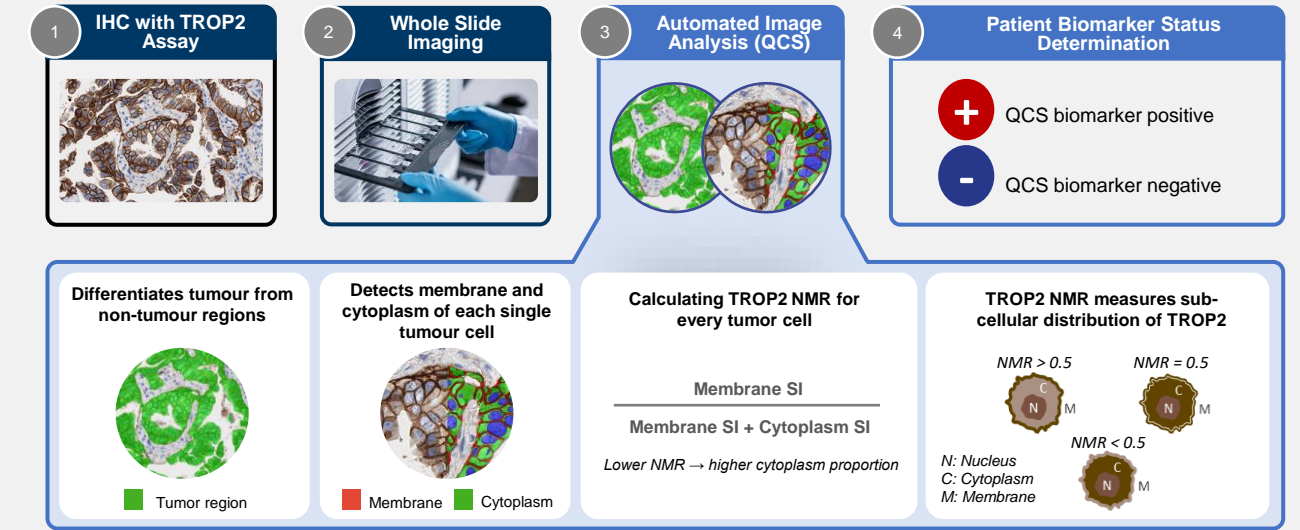 1
IHC with TROP2
Assay
2
Whole Slide
Imaging
3
Automated Image
Analysis (QCS)
4
Patient Biomarker Status
Determination
+
QCS biomarker positive
-
QCS biomarker negative
Differentiates tumour from
non-tumour regions
Tumor region
Detects membrane and
cytoplasm of each single
tumour cell
Membrane
Cytoplasm
Calculating TROP2 NMR for
every tumor cell
Membrane SI
Membrane SI + Cytoplasm SI
Lower NMR → higher cytoplasm proportion
TROP2 NMR measures sub-
cellular distribution of TROP2
NMR > 0.5
C
N
M
NMR = 0.5
C
N
M
NMR < 0.5
C
N
M
N: Nucleus
C: Cytoplasm
M: Membrane